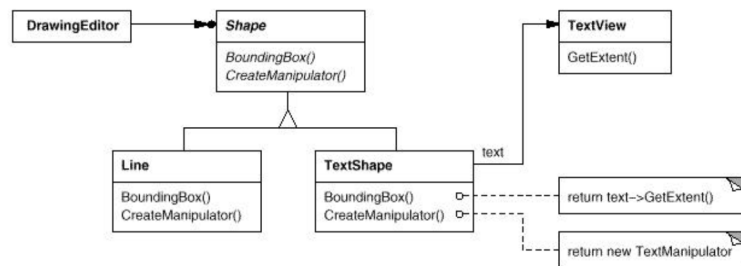 DrawingEditor
Shape
BoundingBox()
CreateManipulator()
TextView
GetExtent()
Line
BoundingBox()
CreateManipulator()
TextShape
BoundingBox()
CreateManipulator()
text
return text->GetExtent()
return new TextManipulator